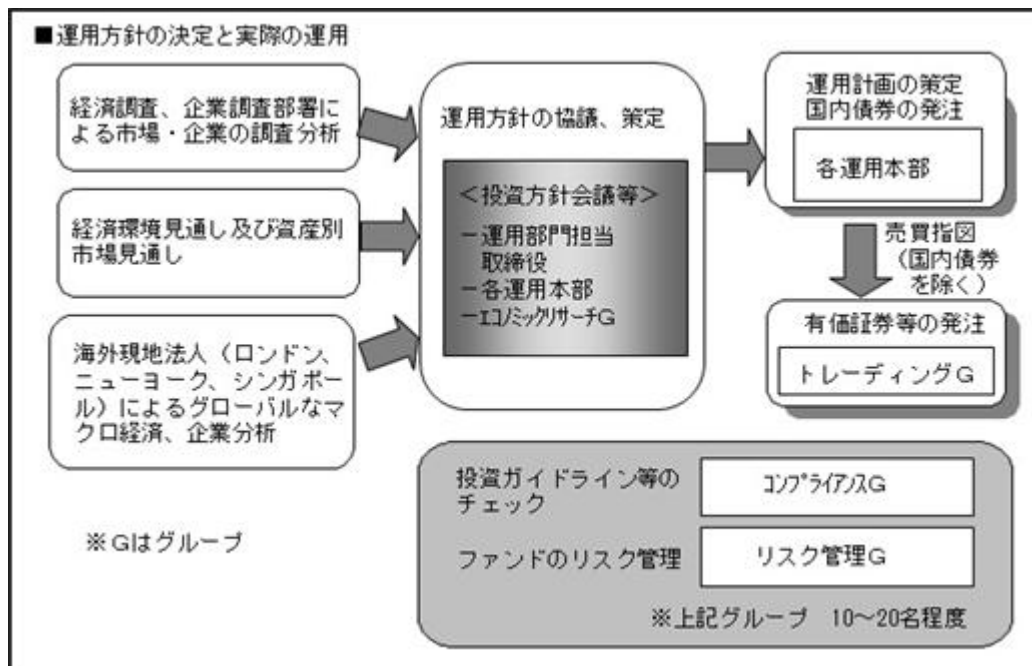 ■運用方針の決定と実際の運用
経済調査、企業調査部署に
よる市場・企業の調査分析
経済環境見通し及び資産別
市場見通し
海外現地法人（ロンドン、
ニューヨーク、シンガポー
ル）によるグローバルなマ
クロ経済、企業分析
※Gはグループ
運用方針の協議、策定
＜投資方針会議等＞
－運用部門担当
取締役
－各運用本部
－ｴｺﾉﾐｯｸﾘｻｰﾁG
運用計画の策定
国内債券の発注
各運用本部
売買指図
（国内債券
を除く）
有価証券等の発注
トレーディングG
投資ガイドライン等の
チェック
ｺﾝﾌﾟﾗｲｱﾝｽG
ファンドのリスク管理
リスク管理G
※上記グループ　10～20名程度